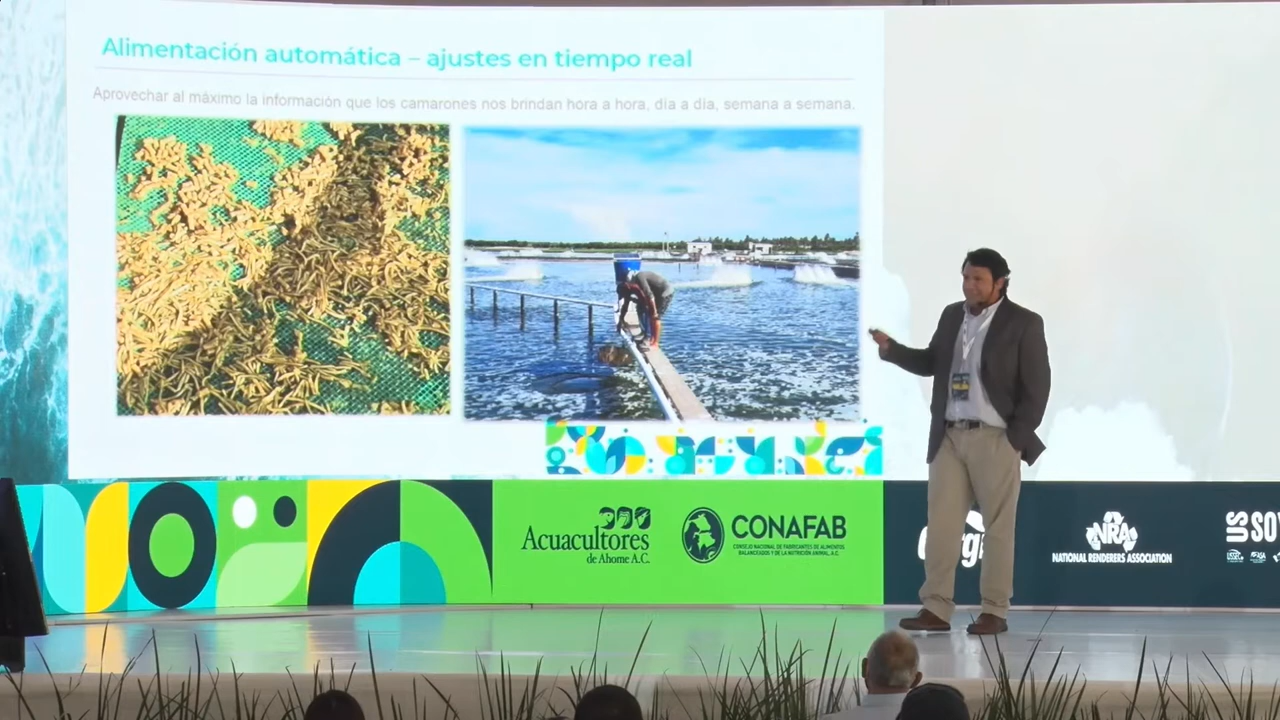 Alimentación automática – ajustes en tiempo real
Aprovechar al máximo la información que los camarones nos brindan hora a hora, día a día, semana a semana.
Acuacultores
de Ahome A.C.
CONAFAB
CONSEJO NACIONAL DE FABRICANTES DE ALIMENTOS
BALANCEADOS Y DE LA NUTRICIÓN ANIMAL, A.C.
NRA
NATIONAL RENDERERS ASSOCIATION
US
SOY